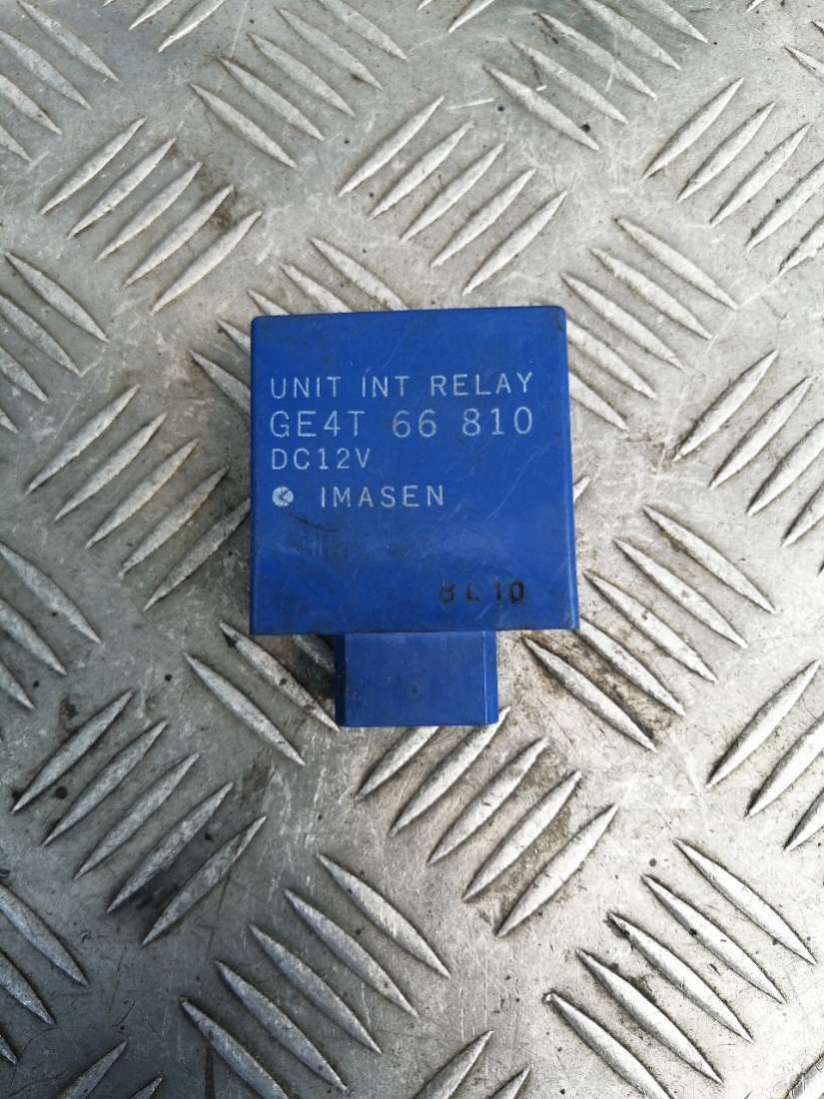 UNIT INT RELAY
GE4T 66 810
DC12V
IMASEN
8L10